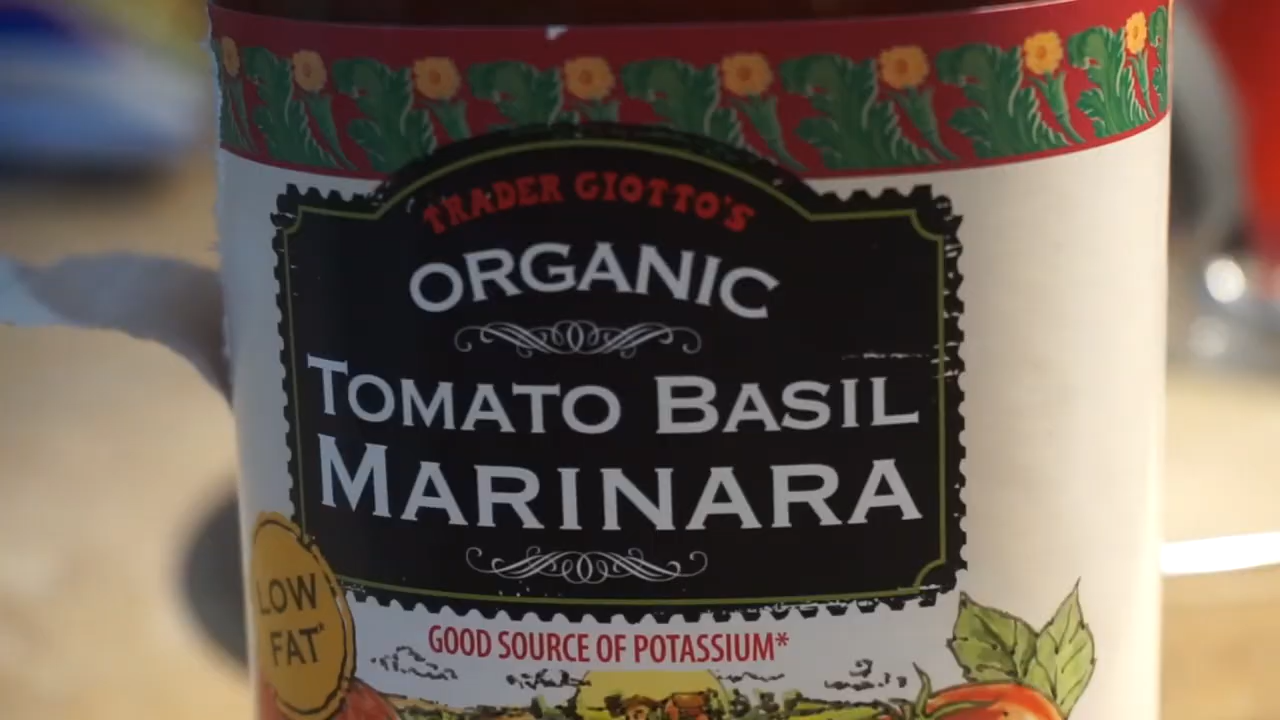 TRADER GIOTTO'S
ORGANIC
TOMATO BASIL
MARINARA
LOW
FAT*
GOOD SOURCE OF POTASSIUM*